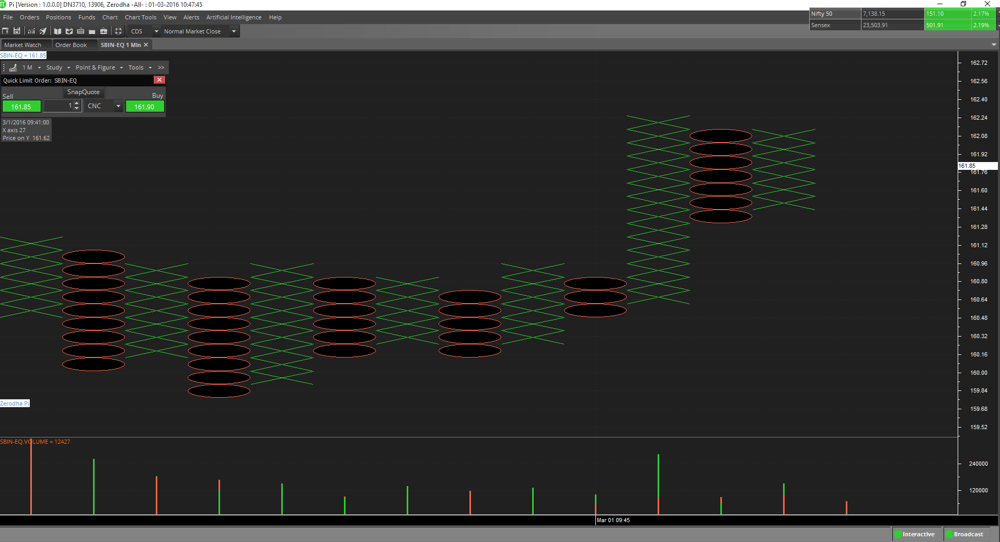 Pi [Version : 1.0.0.0] DN3710, 13906, Zerodha -All- : 01-03-2016 10:47:45
File Orders Positions Funds Chart Chart Tools View Alerts Artificial Intelligence Help
Nifty 50 7,138.15 151.10 2.17%
Sensex 23,503.91 501.91 2.19%
CDS Normal Market Close
Market Watch Order Book SBIN-EQ 1 Min
SBIN-EQ = 161.85
1 M Study Point & Figure Tools >>
Quick Limit Order: SBIN-EQ
SnapQuote
Sell Buy
161.85 1 CNC 161.90
3/1/2016 09:41:00
X axis 27
Price on Y 161.62
162.72
162.56
162.40
162.24
162.08
161.92
161.85
161.76
161.60
161.44
161.28
161.12
160.96
160.80
160.64
160.48
160.32
160.16
160.00
159.84
159.68
159.52
Zerodha Pi
SBIN-EQ.VOLUME = 12427
240000
120000
Mar 01 09:45
Interactive Broadcast